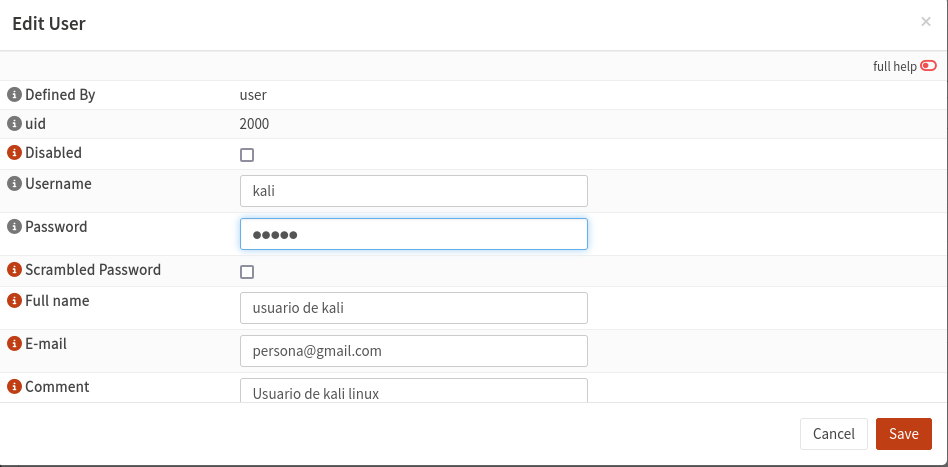 Edit User
×
full help
Defined By user
uid 2000
Disabled
Username kali
Password ●●●●●
Scrambled Password
Full name usuario de kali
E-mail persona@gmail.com
Comment Usuario de kali linux
Cancel Save